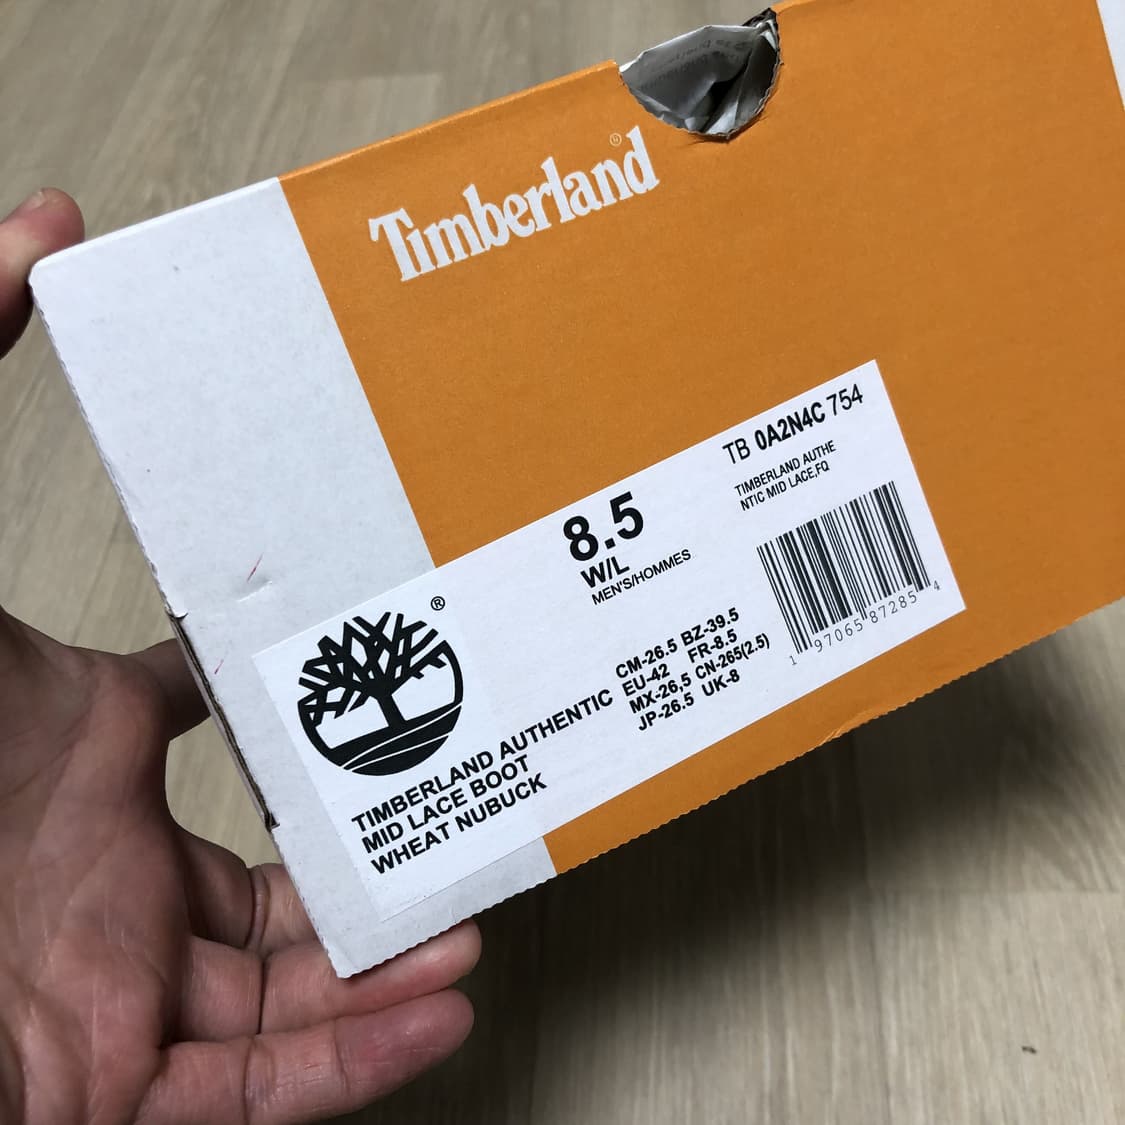 Timberland®
TB 0A2N4C 754
TIMBERLAND AUTHE
NTIC MID LACE,FQ
8.5
W/L
MEN'S/HOMMES
®
CM-26.5 BZ-39.5
EU-42 FR-8.5
MX-26,5 CN-265(2.5)
JP-26.5 UK-8
1 97065 87285 4
TIMBERLAND AUTHENTIC
MID LACE BOOT
WHEAT NUBUCK